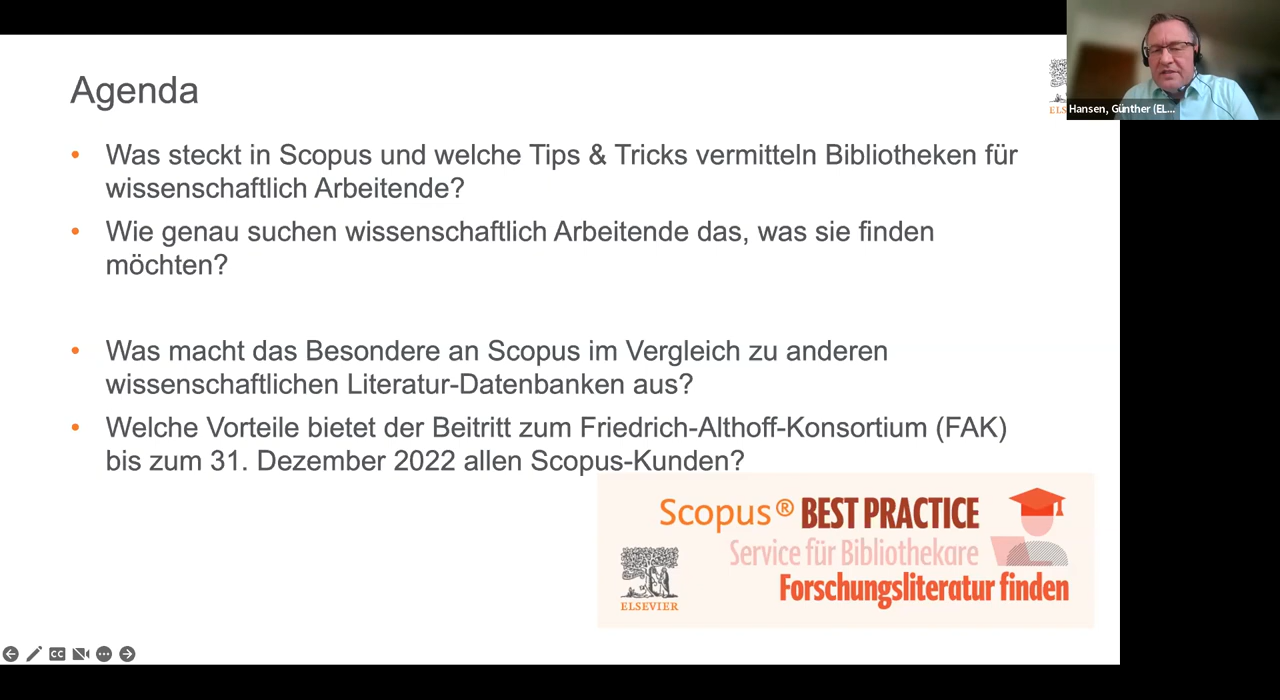 Agenda
ELS
Hansen, Günther (EL...
• Was steckt in Scopus und welche Tips & Tricks vermitteln Bibliotheken für
wissenschaftlich Arbeitende?
• Wie genau suchen wissenschaftlich Arbeitende das, was sie finden
möchten?
• Was macht das Besondere an Scopus im Vergleich zu anderen
wissenschaftlichen Literatur-Datenbanken aus?
• Welche Vorteile bietet der Beitritt zum Friedrich-Althoff-Konsortium (FAK)
bis zum 31. Dezember 2022 allen Scopus-Kunden?
Scopus® BEST PRACTICE
Service für Bibliothekare
Forschungsliteratur finden
ELSEVIER
CC